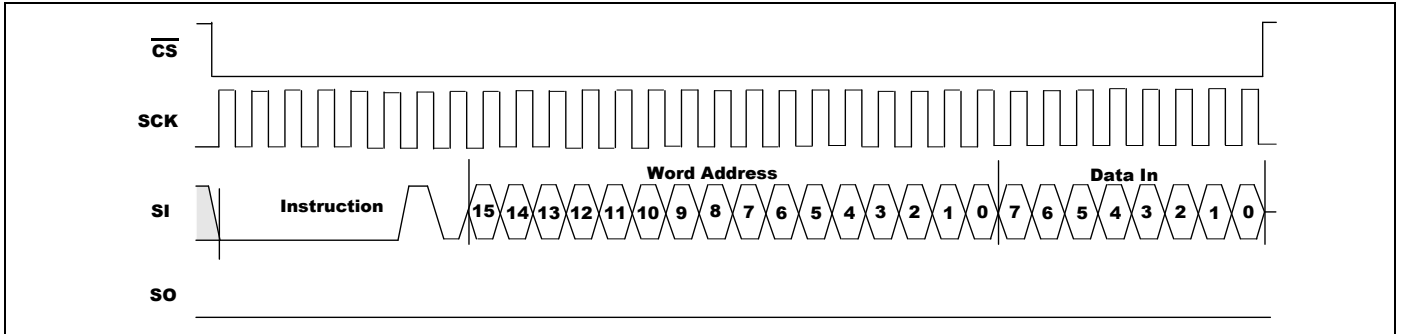 CS
SCK
Word Address
Data In
SI
Instruction
15 14 13 12 11 10 9 8 7 6 5 4 3 2 1 0 7 6 5 4 3 2 1 0
SO